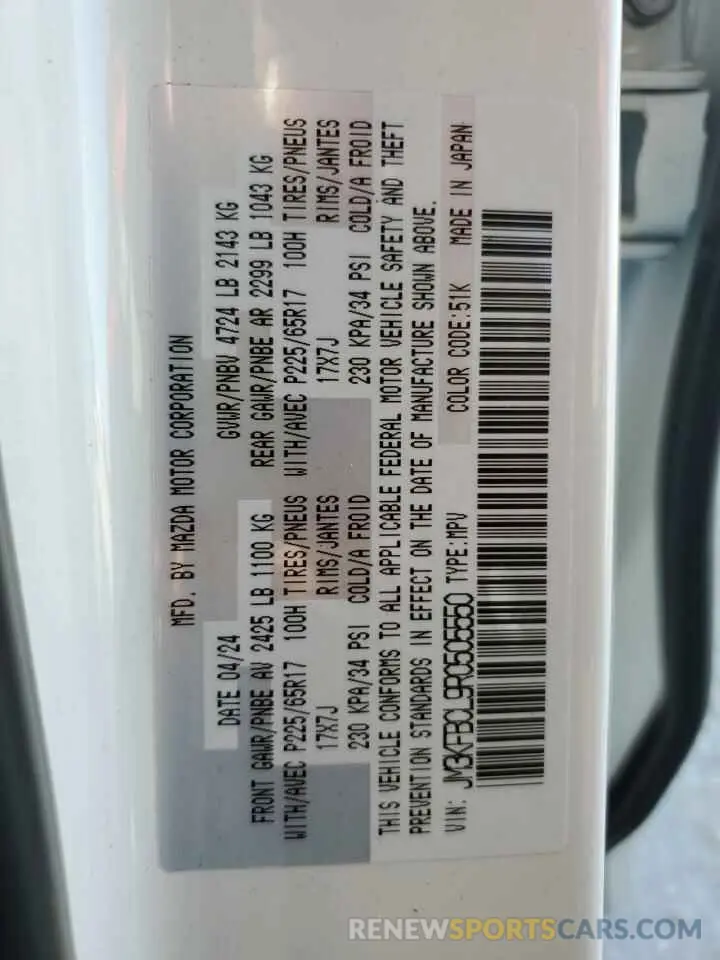 MFD. BY MAZDA MOTOR CORPORATION
DATE 04/24 GVWR/PNBV 4724 LB 2143 KG
FRONT GAWR/PNBE AV 2425 LB 1100 KG REAR GAWR/PNBE AR 2299 LB 1043 KG
WITH/AVEC P225/65R17 100H TIRES/PNEUS WITH/AVEC P225/65R17 100H TIRES/PNEUS
17X7J RIMS/JANTES 17X7J RIMS/JANTES
230 KPA/34 PSI COLD/A FROID 230 KPA/34 PSI COLD/A FROID
THIS VEHICLE CONFORMS TO ALL APPLICABLE FEDERAL MOTOR VEHICLE SAFETY AND THEFT
PREVENTION STANDARDS IN EFFECT ON THE DATE OF MANUFACTURE SHOWN ABOVE.
VIN: JM3KFBCL9R0505550 TYPE:MPV COLOR CODE:51K MADE IN JAPAN
RENEWSPORTSCARS.COM